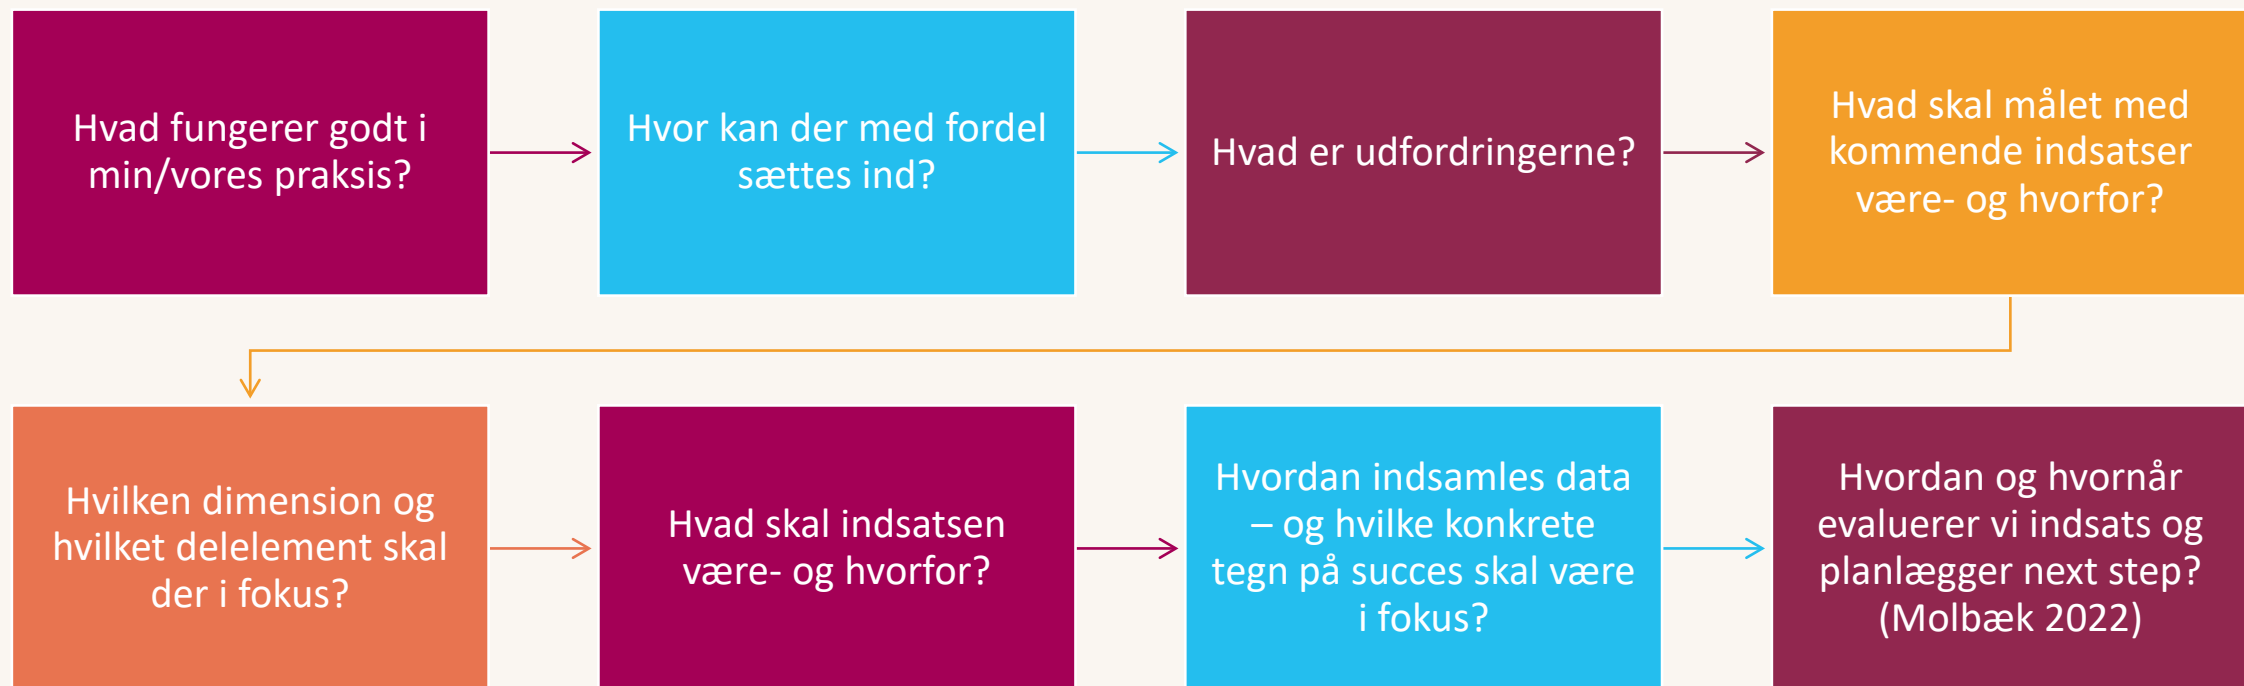 Hvad fungerer godt i
min/vores praksis?
Hvor kan der med fordel
sættes ind?
Hvad er udfordringerne?
Hvad skal målet med
kommende indsatser
være- og hvorfor?
Hvilken dimension og
hvilket delelement skal
der i fokus?
Hvad skal indsatsen
være- og hvorfor?
Hvordan indsamles data
– og hvilke konkrete
tegn på succes skal være
i fokus?
Hvordan og hvornår
evaluerer vi indsats og
planlægger next step?
(Molbæk 2022)